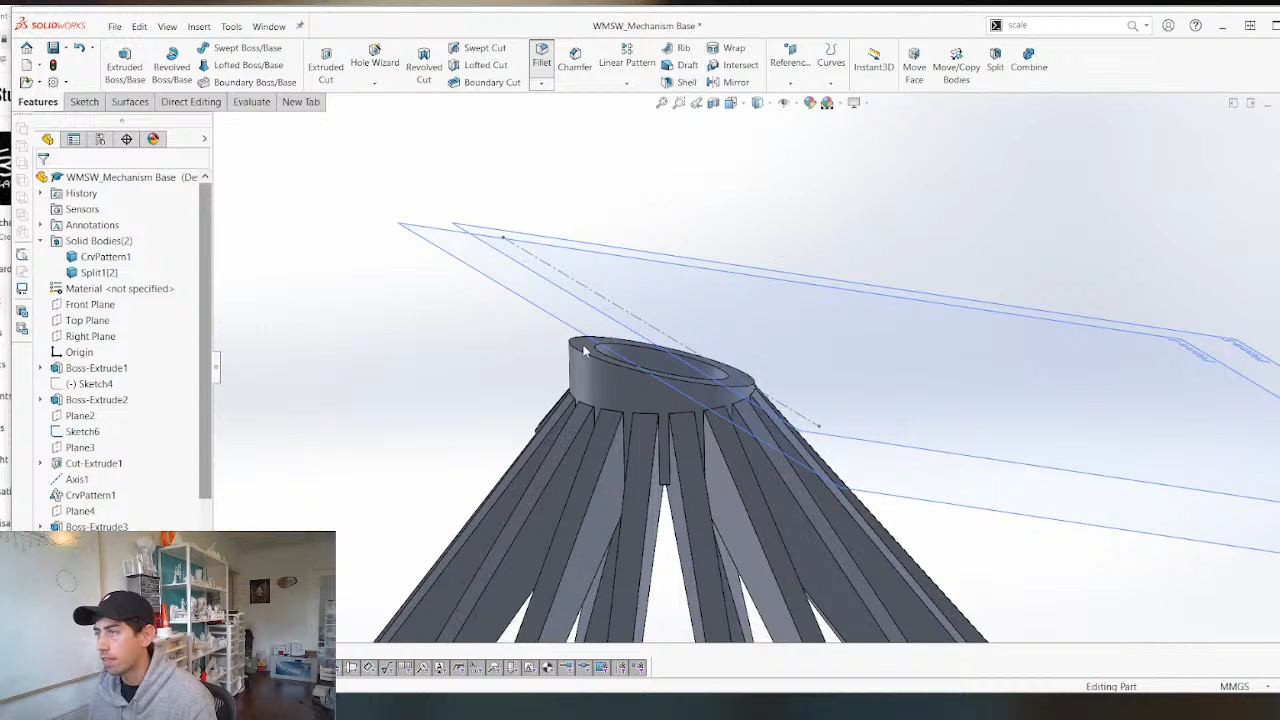 SOLIDWORKS File Edit View Insert Tools Window WMSW_Mechanism Base * scale
Extruded Boss/Base
Revolved Boss/Base
Swept Boss/Base
Lofted Boss/Base
Boundary Boss/Base
Extruded Cut
Hole Wizard
Revolved Cut
Swept Cut
Lofted Cut
Boundary Cut
Fillet
Chamfer
Linear Pattern
Rib
Draft
Shell
Wrap
Intersect
Mirror
Referenc...
Curves
Instant3D
Move Face
Move/Copy Bodies
Split
Combine
Features Sketch Surfaces Direct Editing Evaluate New Tab
WMSW_Mechanism Base (De
History
Sensors
Annotations
Solid Bodies(2)
CrvPattern1
Split1[2]
Material <not specified>
Front Plane
Top Plane
Right Plane
Origin
Boss-Extrude1
(-) Sketch4
Boss-Extrude2
Plane2
Sketch6
Plane3
Cut-Extrude1
Axis1
CrvPattern1
Plane4
Boss-Extrude3
Editing Part MMGS